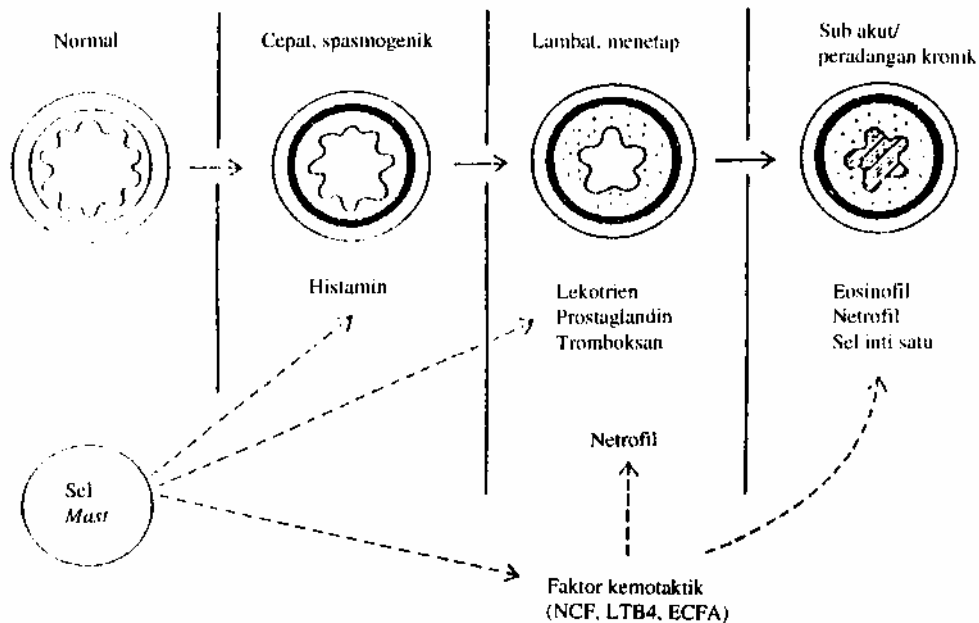 Normal
Cepat, spasmogenik
Lambat, menetap
Sub akut/
peradangan kronik
Histamin
Lekotrien
Prostaglandin
Tromboksan
Eosinofil
Netrofil
Sel inti satu
Netrofil
Sel
Mast
Faktor kemotaktik
(NCF, LTB4, ECFA)